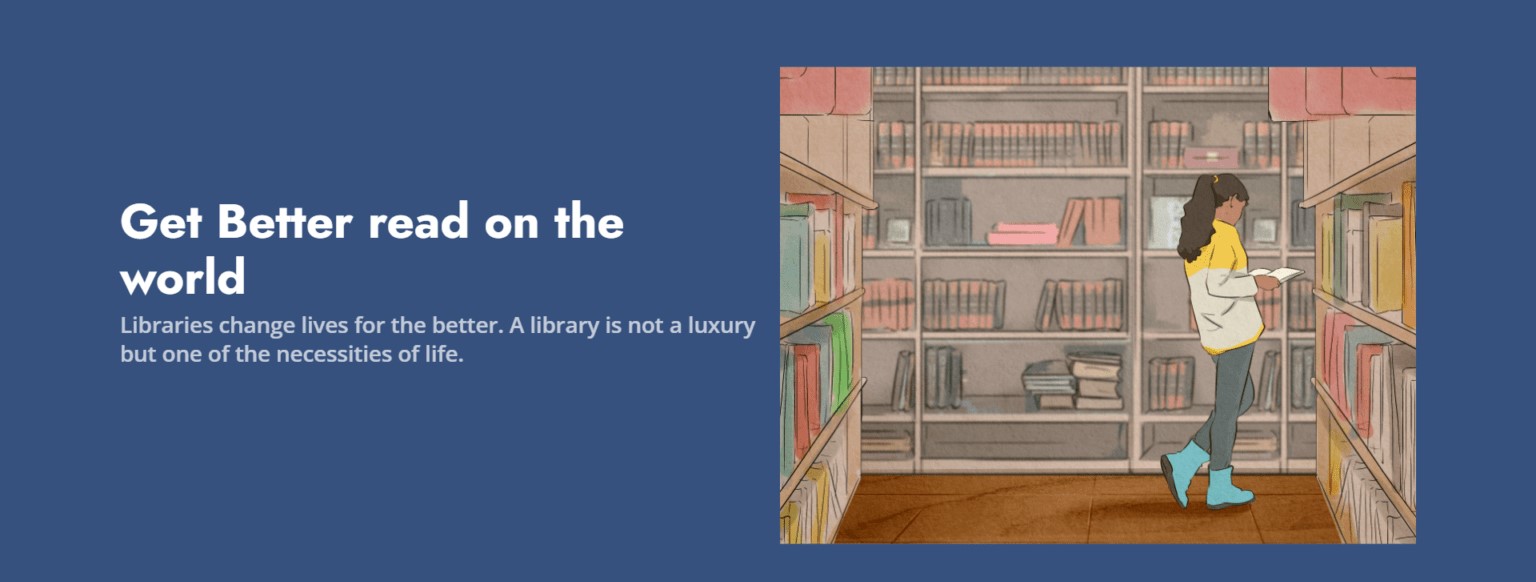 Get Better read on the
world
Libraries change lives for the better. A library is not a luxury
but one of the necessities of life.